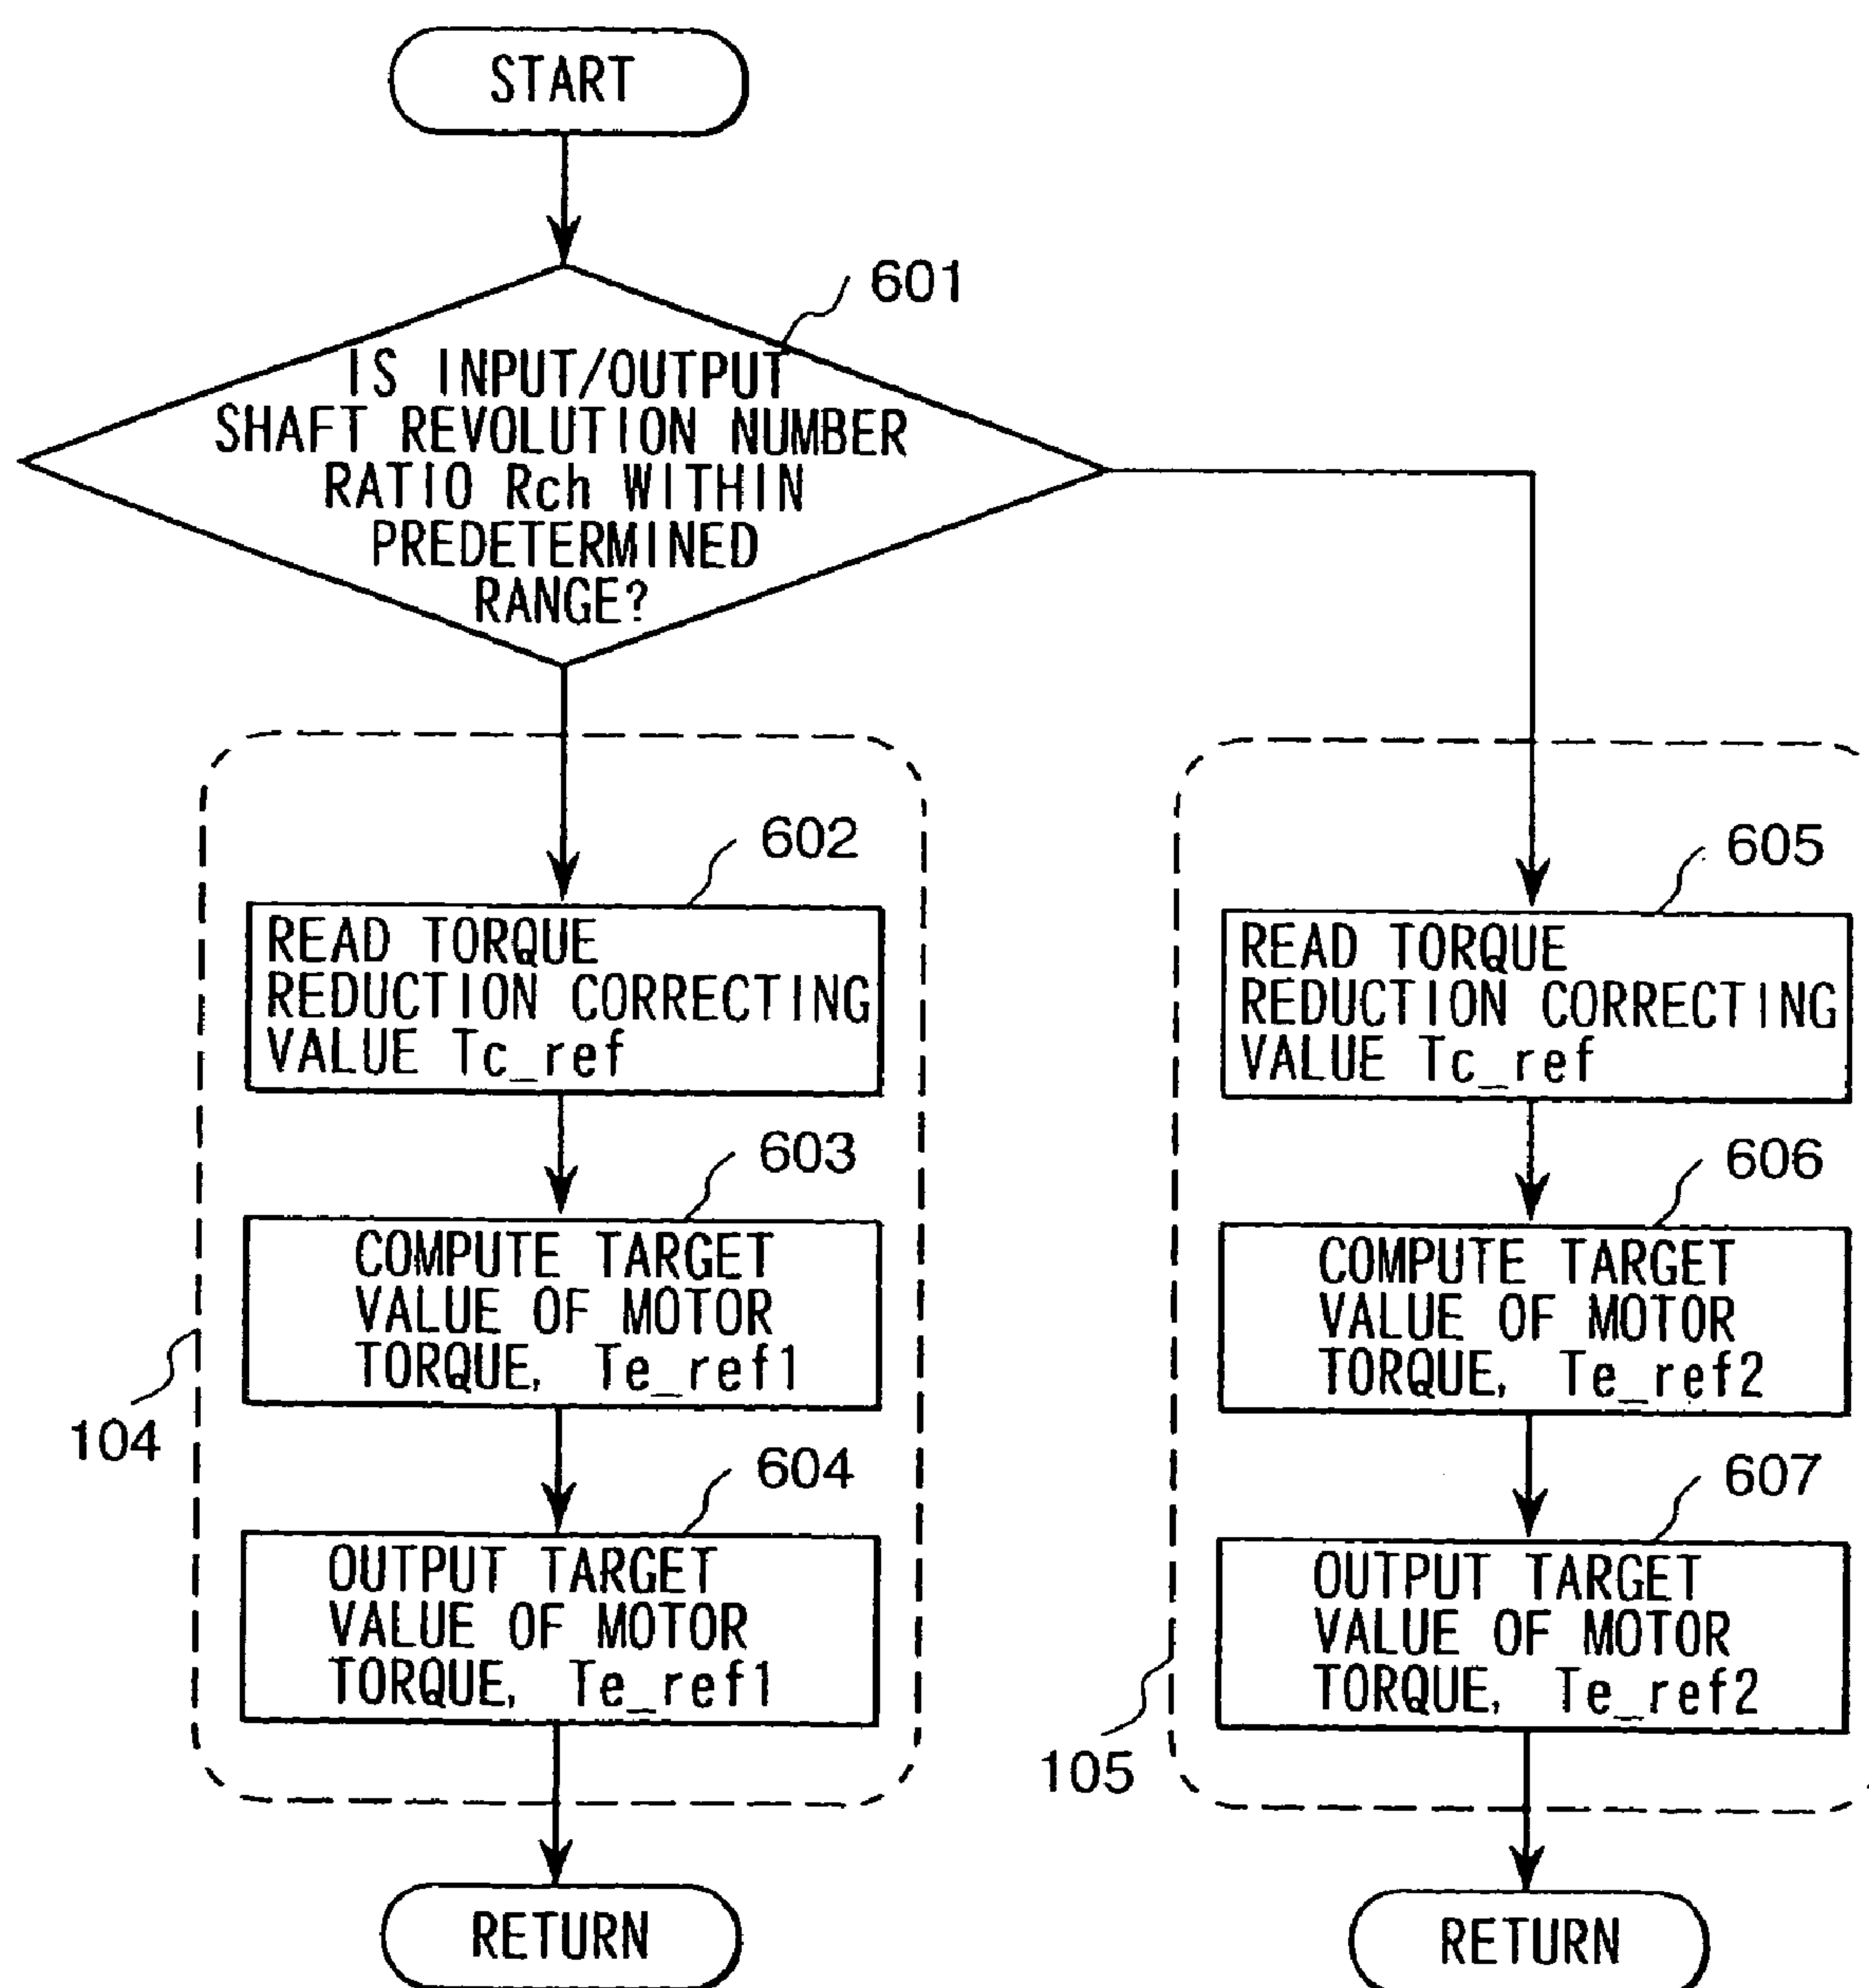 START
601
IS INPUT/OUTPUT
SHAFT REVOLUTION NUMBER
RATIO Rch WITHIN
PREDETERMINED
RANGE?
602
READ TORQUE
REDUCTION CORRECTING
VALUE Tc_ref
603
COMPUTE TARGET
VALUE OF MOTOR
TORQUE, Te_ref1
104
604
OUTPUT TARGET
VALUE OF MOTOR
TORQUE, Te_ref1
RETURN
605
READ TORQUE
REDUCTION CORRECTING
VALUE Tc_ref
606
COMPUTE TARGET
VALUE OF MOTOR
TORQUE, Te_ref2
607
OUTPUT TARGET
VALUE OF MOTOR
TORQUE, Te_ref2
105
RETURN